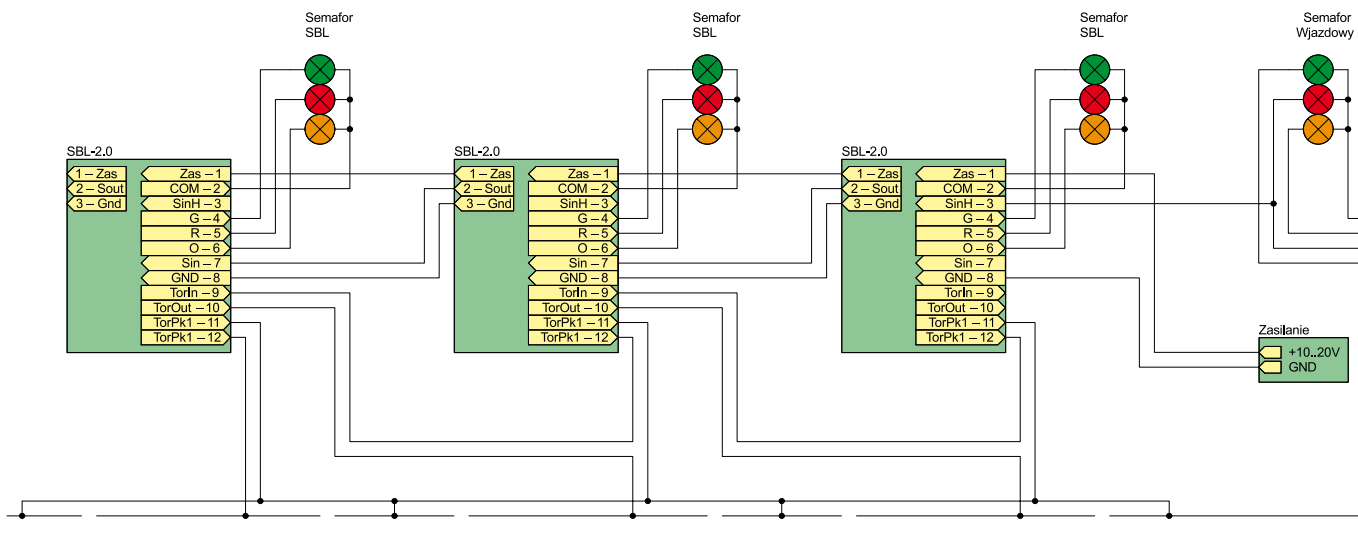 Semafor
SBL
Semafor
SBL
Semafor
SBL
Semafor
Wjazdowy
SBL-2.0
1 – Zas
2 – Sout
3 – Gnd
Zas – 1
COM – 2
SinH – 3
G – 4
R – 5
O – 6
Sin – 7
GND – 8
TorIn – 9
TorOut – 10
TorPk1 – 11
TorPk1 – 12
SBL-2.0
1 – Zas
2 – Sout
3 – Gnd
Zas – 1
COM – 2
SinH – 3
G – 4
R – 5
O – 6
Sin – 7
GND – 8
TorIn – 9
TorOut – 10
TorPk1 – 11
TorPk1 – 12
SBL-2.0
1 – Zas
2 – Sout
3 – Gnd
Zas – 1
COM – 2
SinH – 3
G – 4
R – 5
O – 6
Sin – 7
GND – 8
TorIn – 9
TorOut – 10
TorPk1 – 11
TorPk1 – 12
Zasilanie
+10..20V
GND